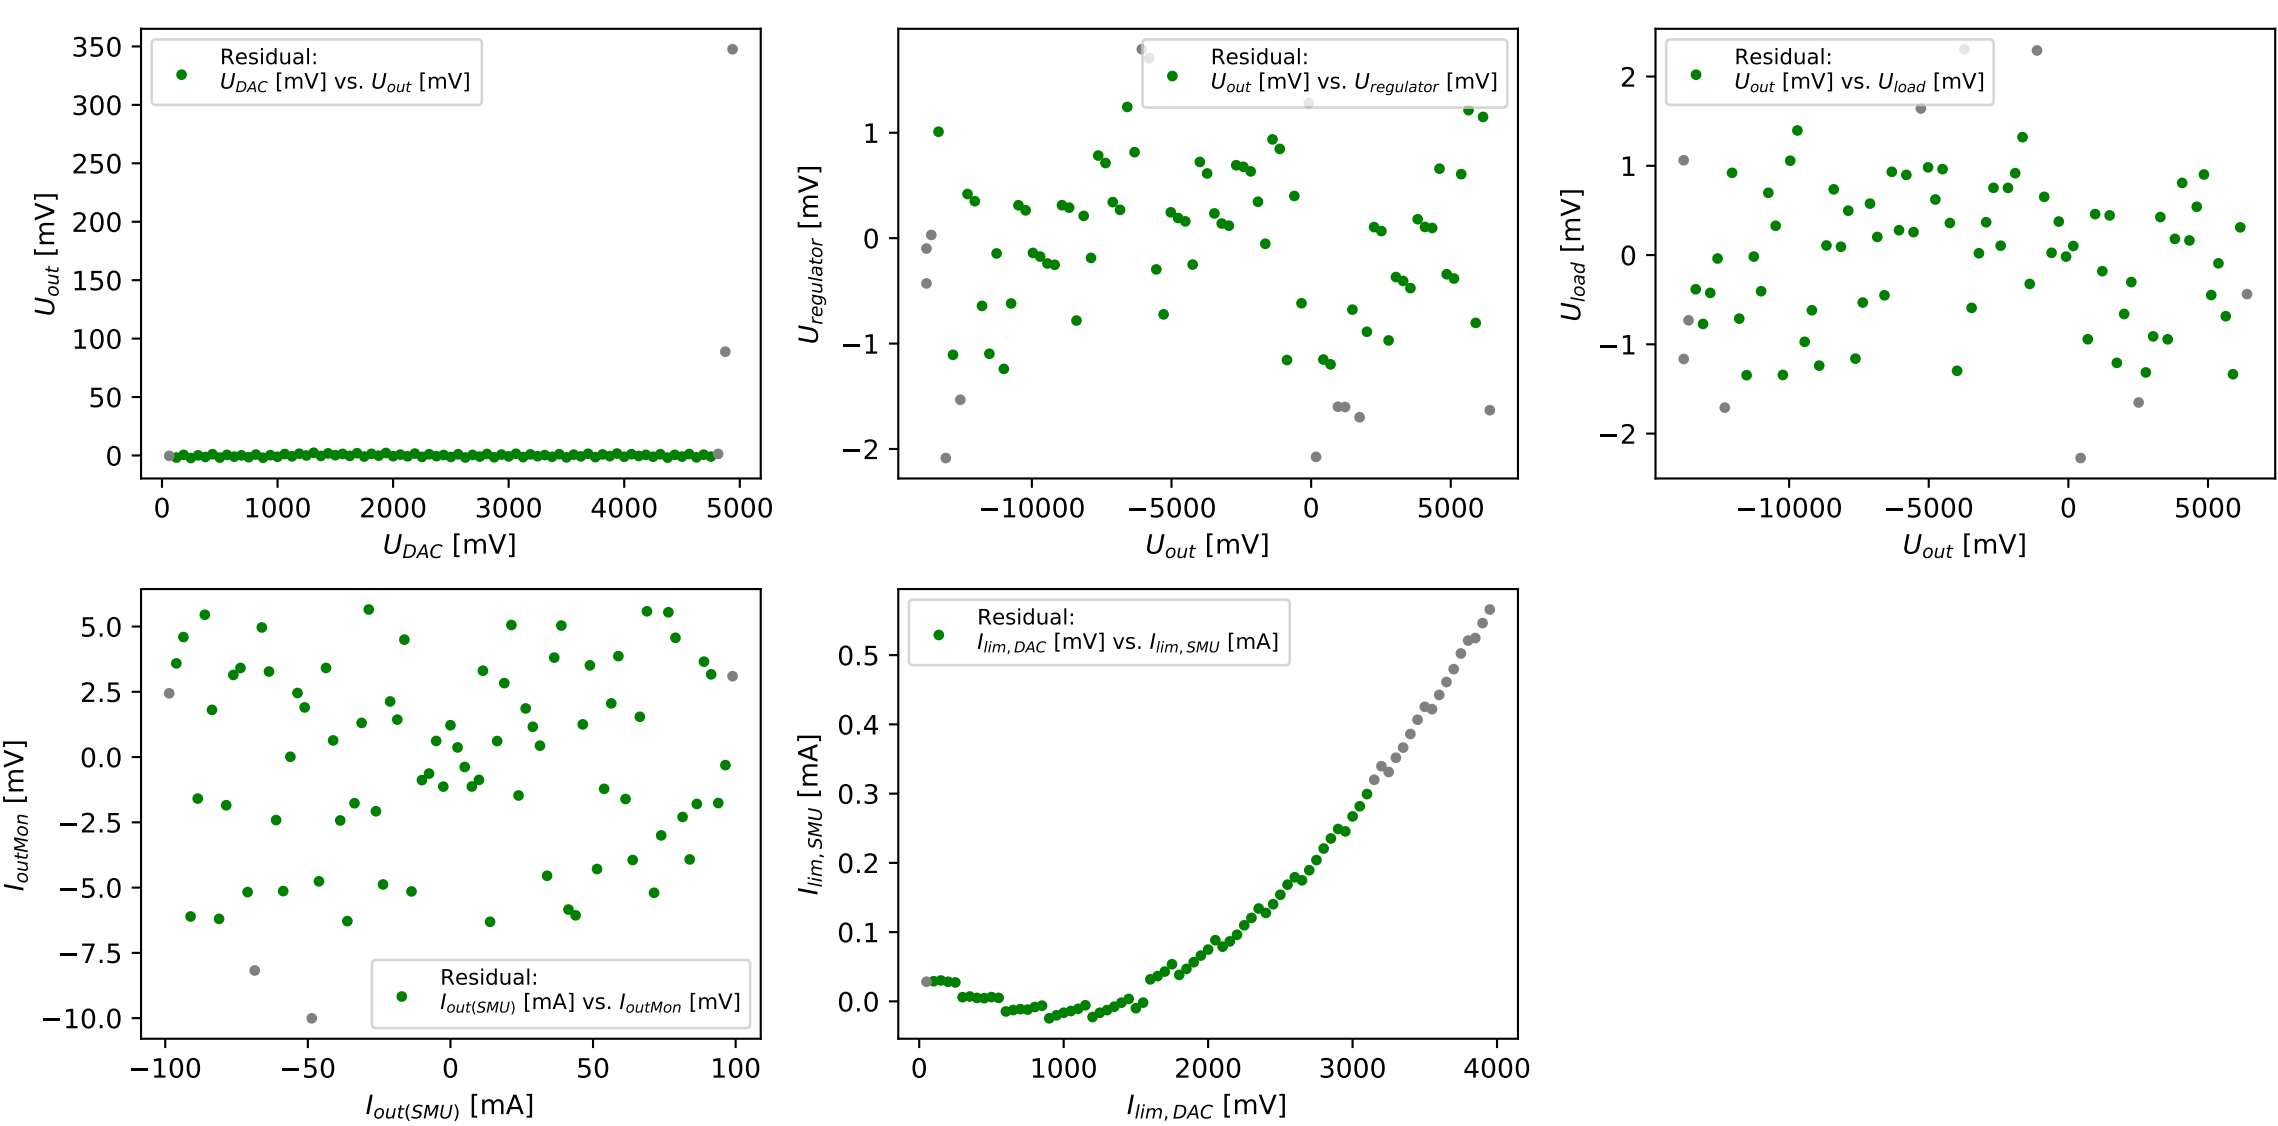 Residual:
U_DAC [mV] vs. U_out [mV]
350
300
250
200
150
100
50
0
U_out [mV]
0 1000 2000 3000 4000 5000
U_DAC [mV]
Residual:
U_out [mV] vs. U_regulator [mV]
1
0
−1
−2
U_regulator [mV]
−10000 −5000 0 5000
U_out [mV]
Residual:
U_out [mV] vs. U_load [mV]
2
1
0
−1
−2
U_load [mV]
−10000 −5000 0 5000
U_out [mV]
5.0
2.5
0.0
−2.5
−5.0
−7.5
−10.0
I_outMon [mV]
Residual:
I_out(SMU) [mA] vs. I_outMon [mV]
−100 −50 0 50 100
I_out(SMU) [mA]
Residual:
I_lim,DAC [mV] vs. I_lim,SMU [mA]
0.5
0.4
0.3
0.2
0.1
0.0
I_lim,SMU [mA]
0 1000 2000 3000 4000
I_lim,DAC [mV]